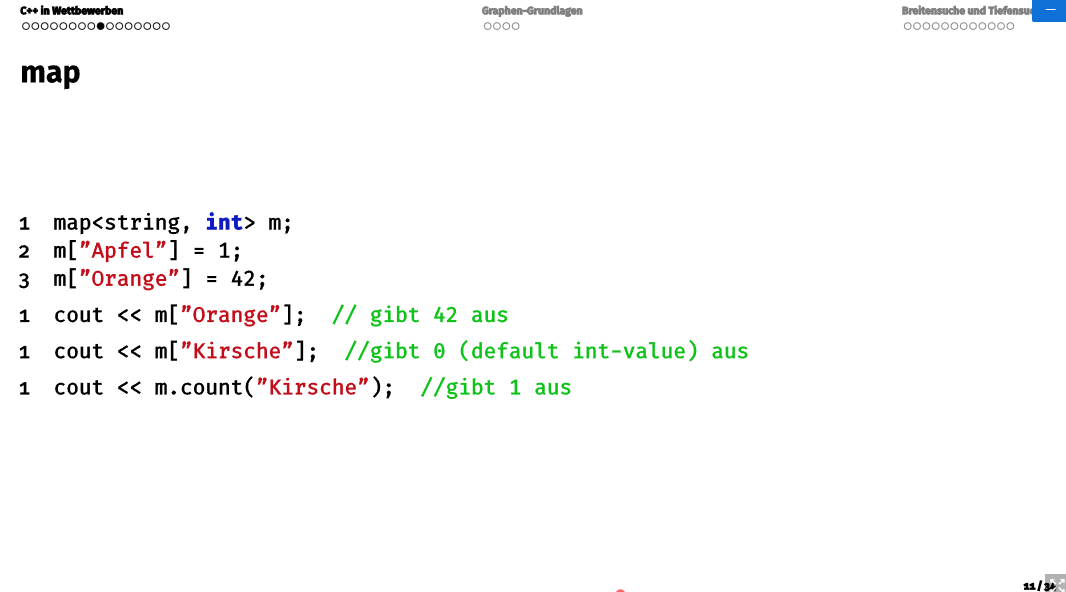 C++ in Wettbewerben
Graphen-Grundlagen
Breitensuche und
map
1 map<string, int> m;
2 m["Apfel"] = 1;
3 m["Orange"] = 42;
1 cout << m["Orange"]; // gibt 42 aus
1 cout << m["Kirsche"]; //gibt 0 (default int-value) aus
1 cout << m.count("Kirsche"); //gibt 1 aus
11 /